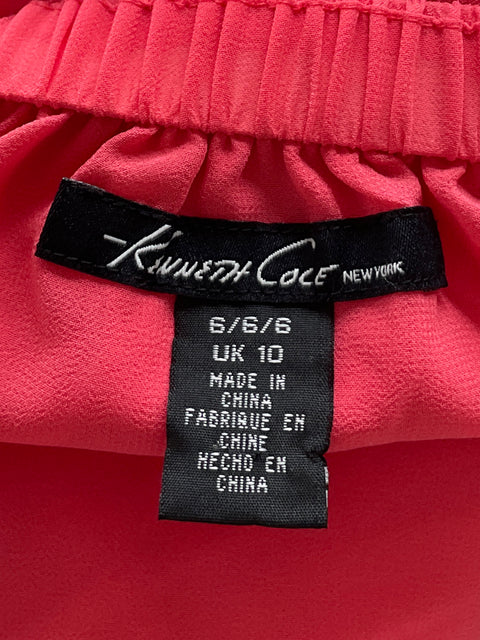 Kenneth Cole NEW YORK
6/6/6
UK 10
MADE IN
CHINA
FABRIQUE EN
CHINE
HECHO EN
CHINA